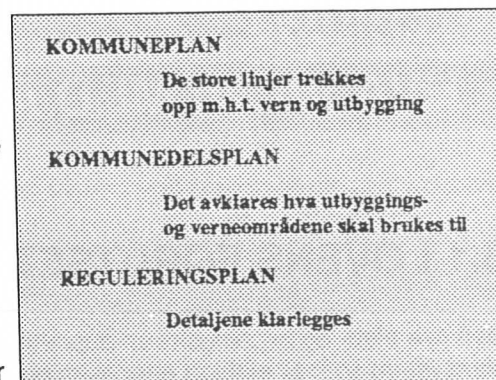 KOMMUNEPLAN
De store linjer trekkes
opp m.h.t. vern og utbygging
KOMMUNEDELSPLAN
Det avklares hva utbyggings-
og verneområdene skal brukes til
REGULERINGSPLAN
Detaljene klarlegges